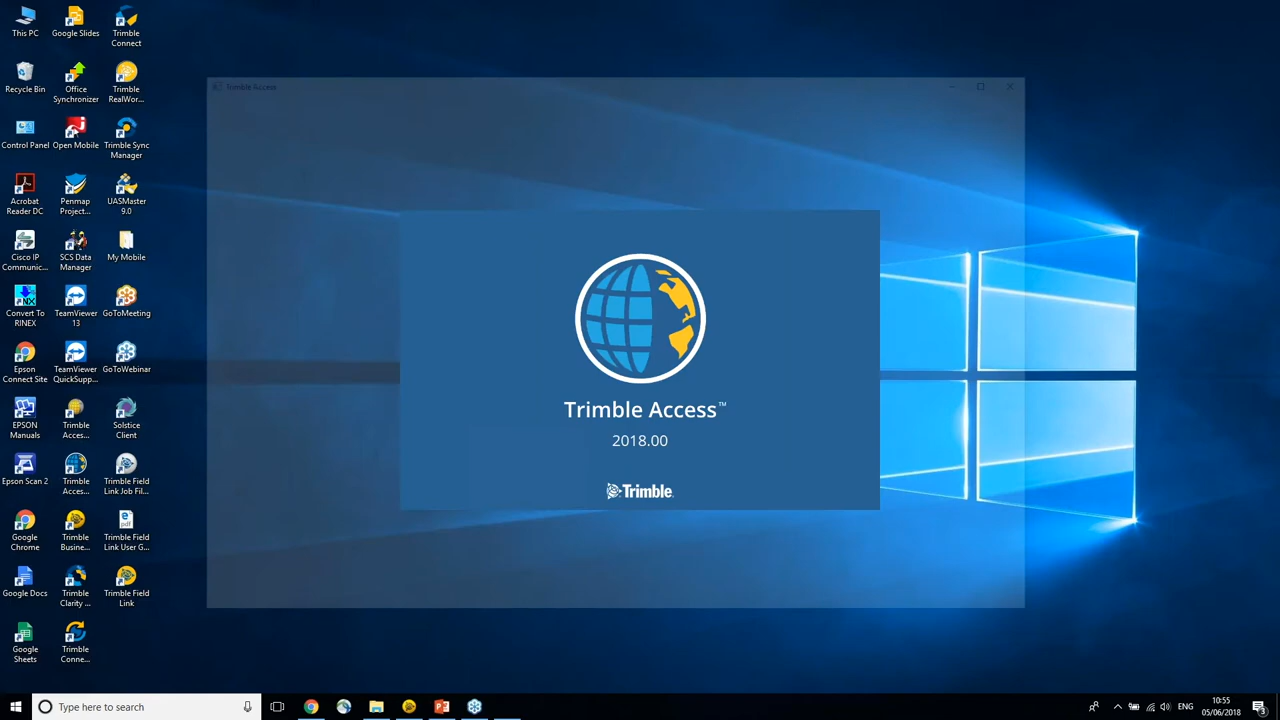 This PC
Google Slides
Trimble
Connect
Recycle Bin
Office
Synchronizer
Trimble
RealWor...
Control Panel
Open Mobile
Trimble Sync
Manager
Acrobat
Reader DC
Penmap
Project...
UASMaster
9.0
Cisco IP
Communic...
SCS Data
Manager
My Mobile
Convert To
RINEX
TeamViewer
13
GoToMeeting
Epson
Connect Site
TeamViewer
QuickSupp...
GoToWebinar
EPSON
Manuals
Trimble
Acces...
Solstice
Client
Epson Scan 2
Trimble
Acces...
Trimble Field
Link Job Fil...
Google
Chrome
Trimble
Busine...
Trimble Field
Link User G...
Google Docs
Trimble
Clarity ...
Trimble Field
Link
Google
Sheets
Trimble
Conne...
Trimble Access
Trimble Access™
2018.00
Trimble
Type here to search
ENG
10:55
05/06/2018
3